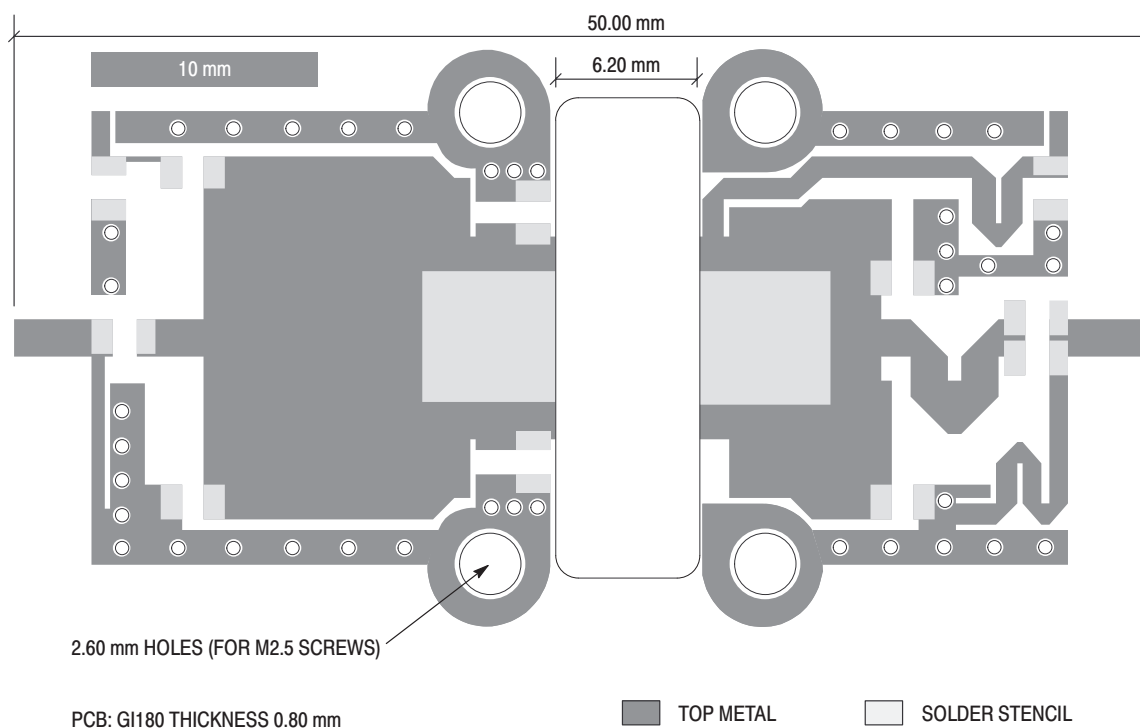 50.00 mm
10 mm
6.20 mm
2.60 mm HOLES (FOR M2.5 SCREWS)
PCB: GI180 THICKNESS 0.80 mm
TOP METAL
SOLDER STENCIL